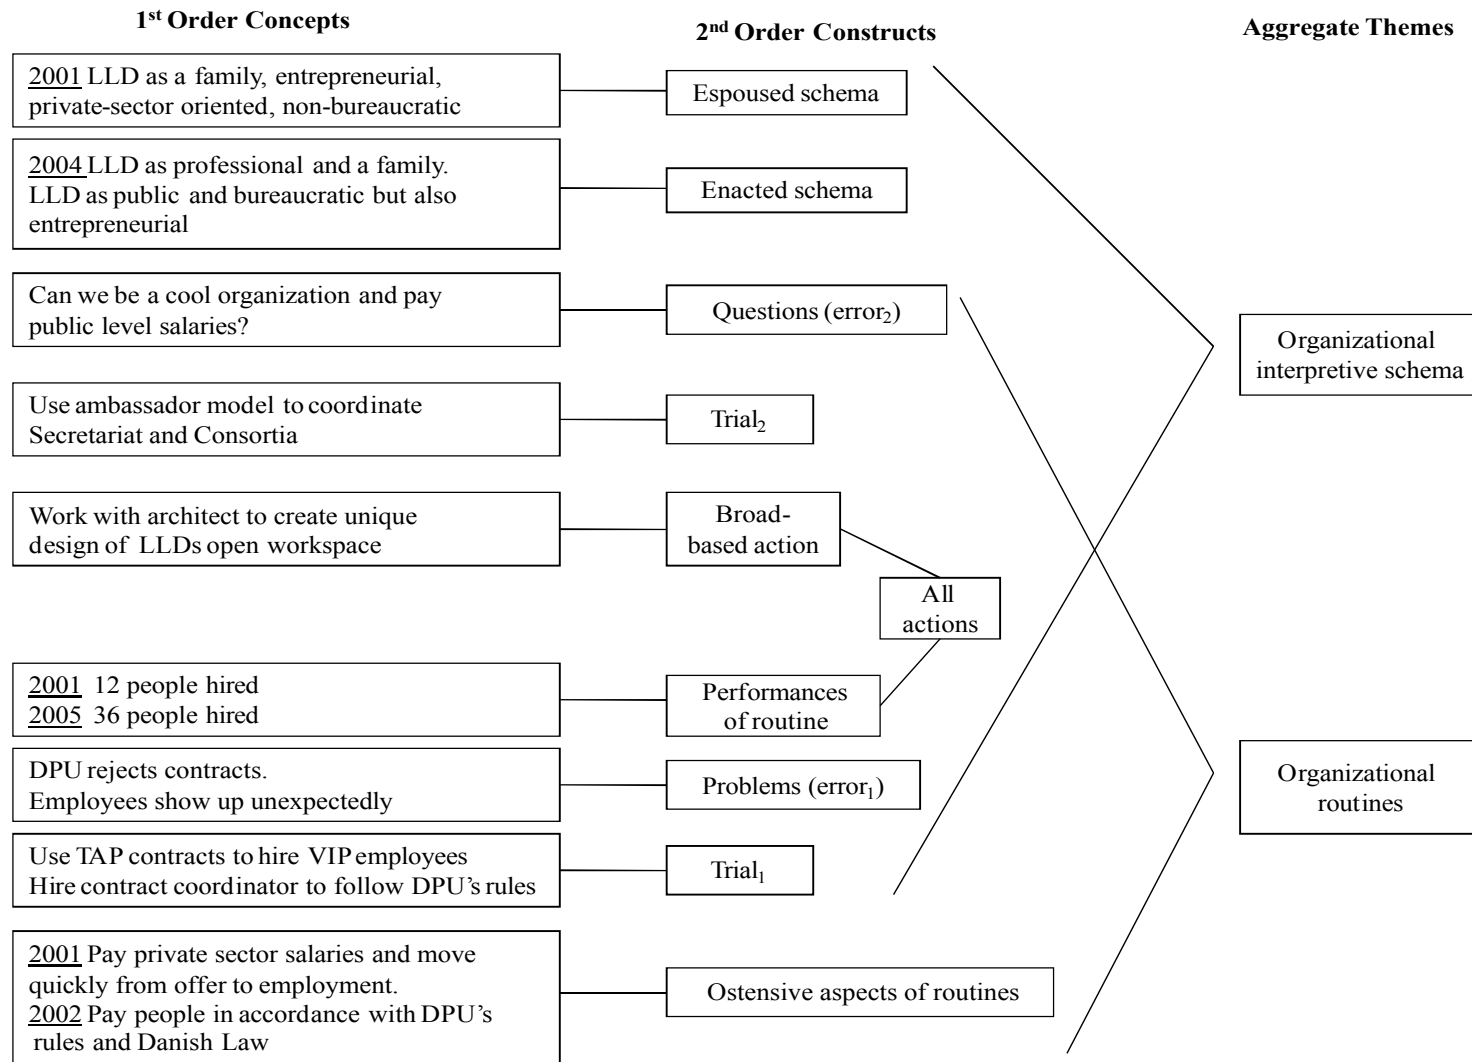 1st Order Concepts
2nd Order Constructs
Aggregate Themes
2001 LLD as a family, entrepreneurial,
private-sector oriented, non-bureaucratic
Espoused schema
2004 LLD as professional and a family.
LLD as public and bureaucratic but also
entrepreneurial
Enacted schema
Can we be a cool organization and pay
public level salaries?
Questions (error2)
Organizational
interpretive schema
Use ambassador model to coordinate
Secretariat and Consortia
Trial2
Work with architect to create unique
design of LLDs open workspace
Broad-
based action
All
actions
2001 12 people hired
2005 36 people hired
Performances
of routine
DPU rejects contracts.
Employees show up unexpectedly
Problems (error1)
Organizational
routines
Use TAP contracts to hire VIP employees
Hire contract coordinator to follow DPU's rules
Trial1
2001 Pay private sector salaries and move
quickly from offer to employment.
2002 Pay people in accordance with DPU's
rules and Danish Law
Ostensive aspects of routines